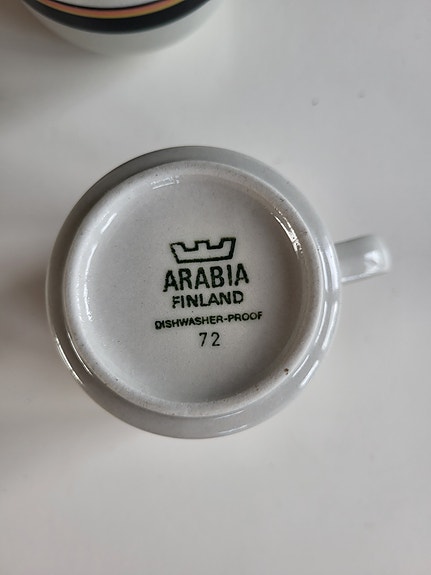 ARABIA
FINLAND
DISHWASHER-PROOF
72